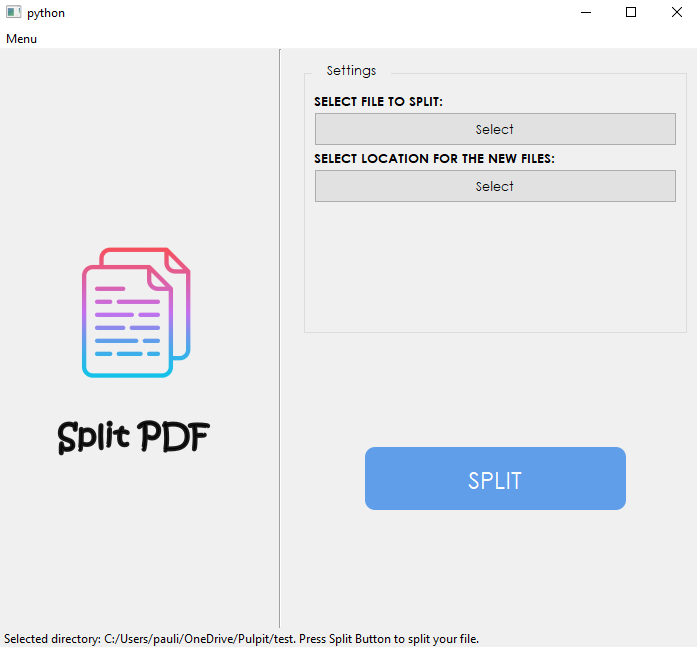 python
Menu
Settings
SELECT FILE TO SPLIT:
Select
SELECT LOCATION FOR THE NEW FILES:
Select
Split PDF
SPLIT
Selected directory: C:/Users/pauli/OneDrive/Pulpit/test. Press Split Button to split your file.